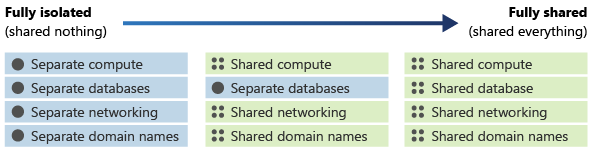 Fully isolated
(shared nothing)
Fully shared
(shared everything)
Separate compute
Separate databases
Separate networking
Separate domain names
Shared compute
Separate databases
Shared networking
Shared domain names
Shared compute
Shared database
Shared networking
Shared domain names